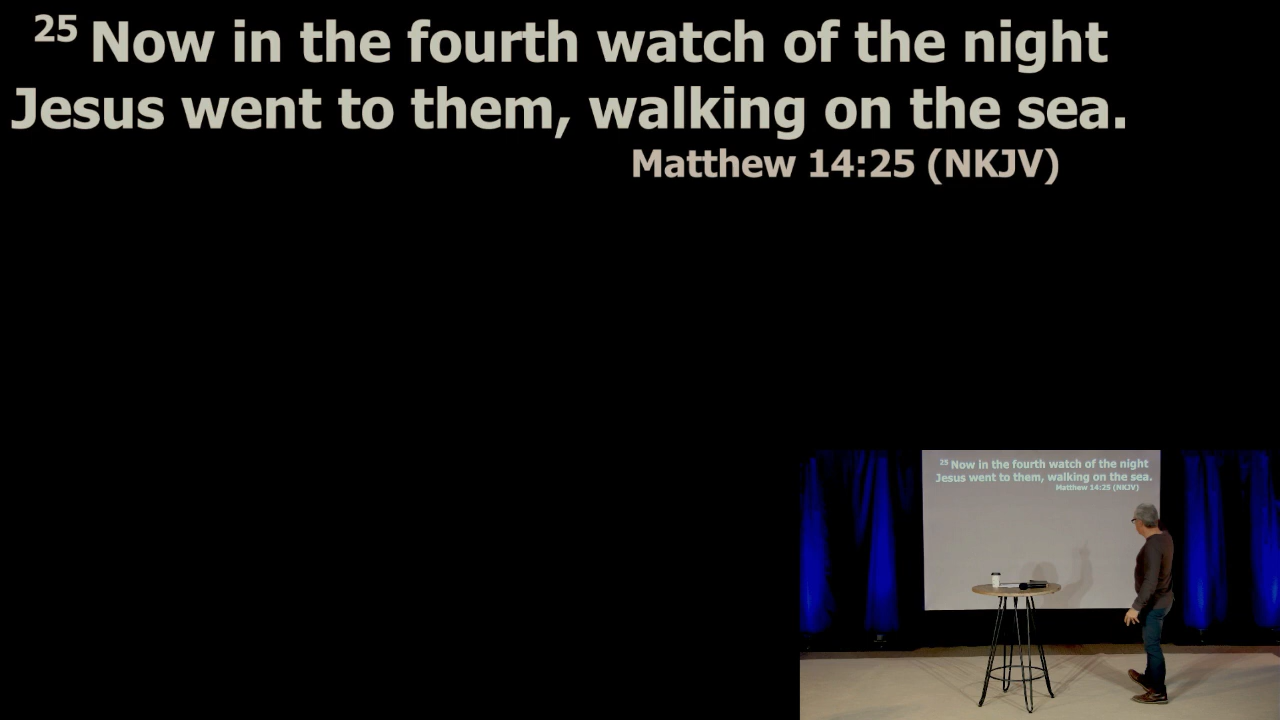 25 Now in the fourth watch of the night
Jesus went to them, walking on the sea.
Matthew 14:25 (NKJV)
25 Now in the fourth watch of the night
Jesus went to them, walking on the sea.
Matthew 14:25 (NKJV)